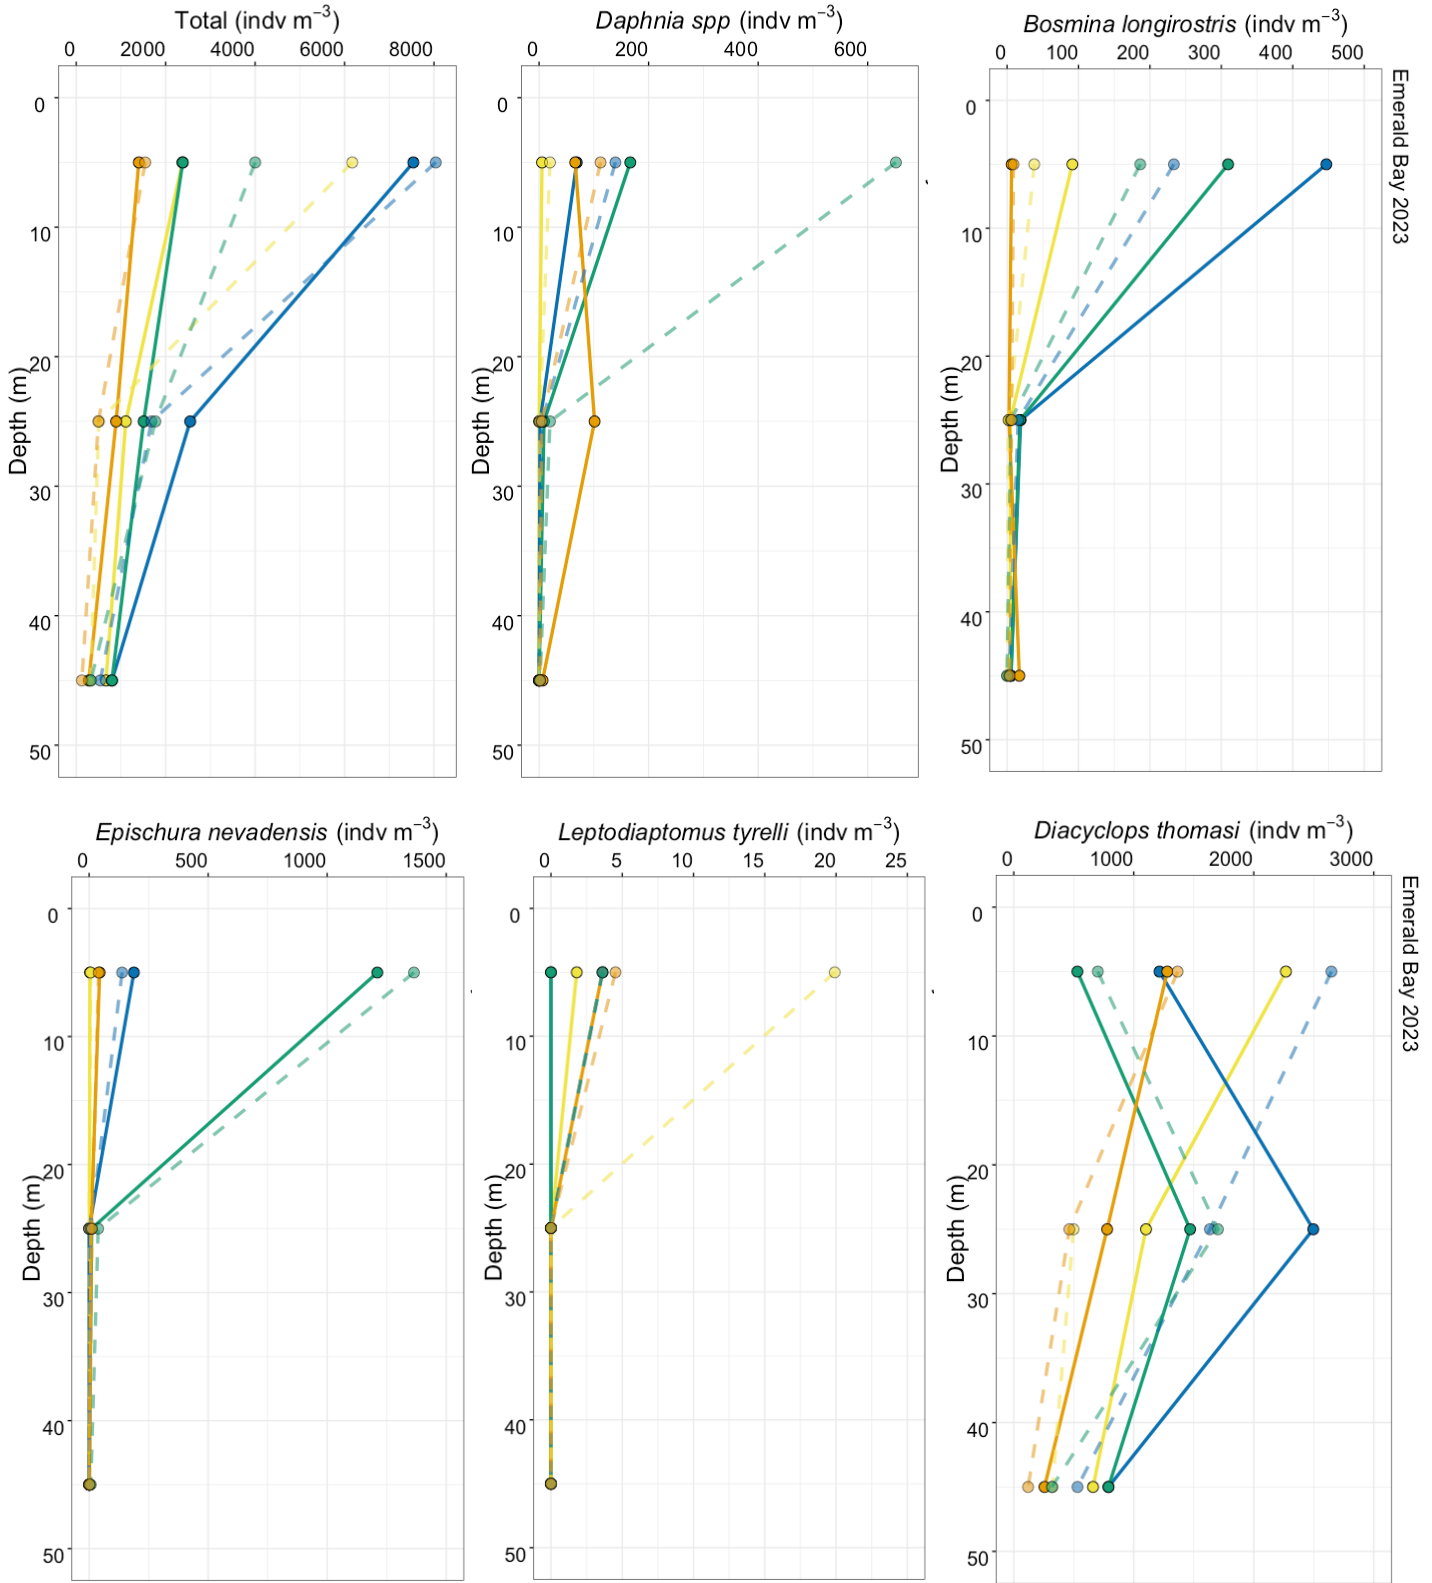 Total (indv m⁻³)
0 2000 4000 6000 8000
0
10
20
30
40
50
Depth (m)
Daphnia spp (indv m⁻³)
0 200 400 600
0
10
20
30
40
50
Depth (m)
Bosmina longirostris (indv m⁻³)
0 100 200 300 400 500
0
10
20
30
40
50
Depth (m)
Emerald Bay 2023
Epischura nevadensis (indv m⁻³)
0 500 1000 1500
0
10
20
30
40
50
Depth (m)
Leptodiaptomus tyrelli (indv m⁻³)
0 5 10 15 20 25
0
10
20
30
40
50
Depth (m)
Diacyclops thomasi (indv m⁻³)
0 1000 2000 3000
0
10
20
30
40
50
Depth (m)
Emerald Bay 2023